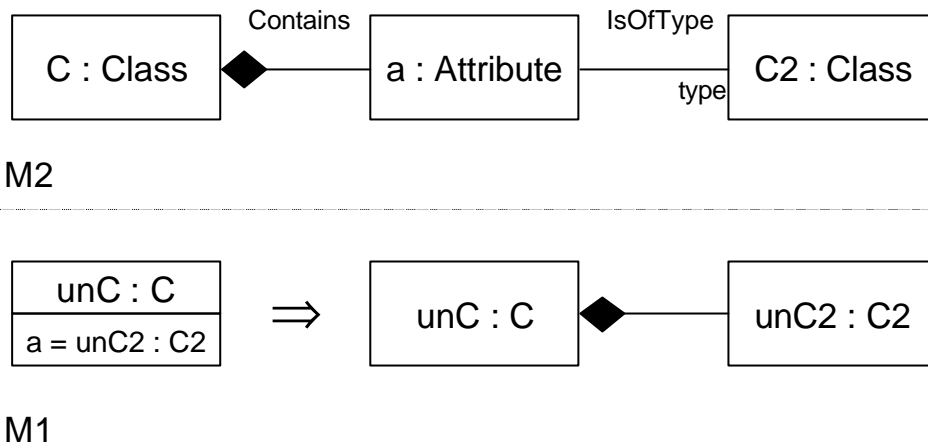 Contains
IsOfType
C : Class
a : Attribute
C2 : Class
type
M2
unC : C
a = unC2 : C2
⇒
unC : C
unC2 : C2
M1